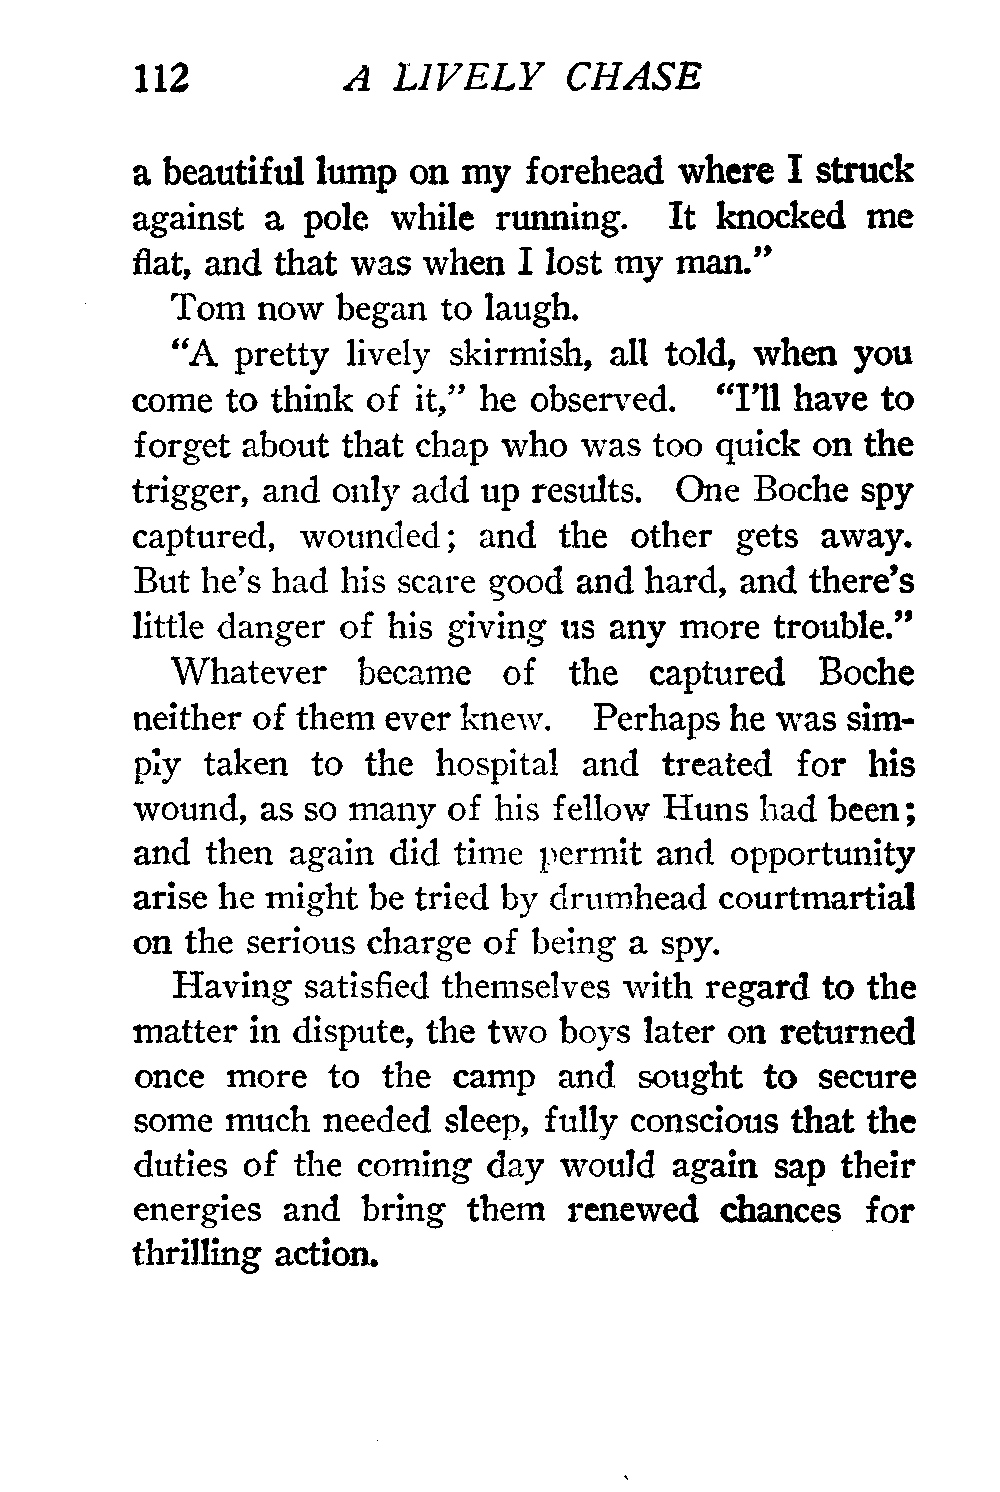 112 A LIVELY CHASE
a beautiful lump on my forehead where I struck
against a pole while running. It knocked me
flat, and that was when I lost my man."
Tom now began to laugh.
"A pretty lively skirmish, all told, when you
come to think of it," he observed. "I'll have to
forget about that chap who was too quick on the
trigger, and only add up results. One Boche spy
captured, wounded; and the other gets away.
But he's had his scare good and hard, and there's
little danger of his giving us any more trouble."
Whatever became of the captured Boche
neither of them ever knew. Perhaps he was sim-
ply taken to the hospital and treated for his
wound, as so many of his fellow Huns had been;
and then again did time permit and opportunity
arise he might be tried by drumhead courtmartial
on the serious charge of being a spy.
Having satisfied themselves with regard to the
matter in dispute, the two boys later on returned
once more to the camp and sought to secure
some much needed sleep, fully conscious that the
duties of the coming day would again sap their
energies and bring them renewed chances for
thrilling action.